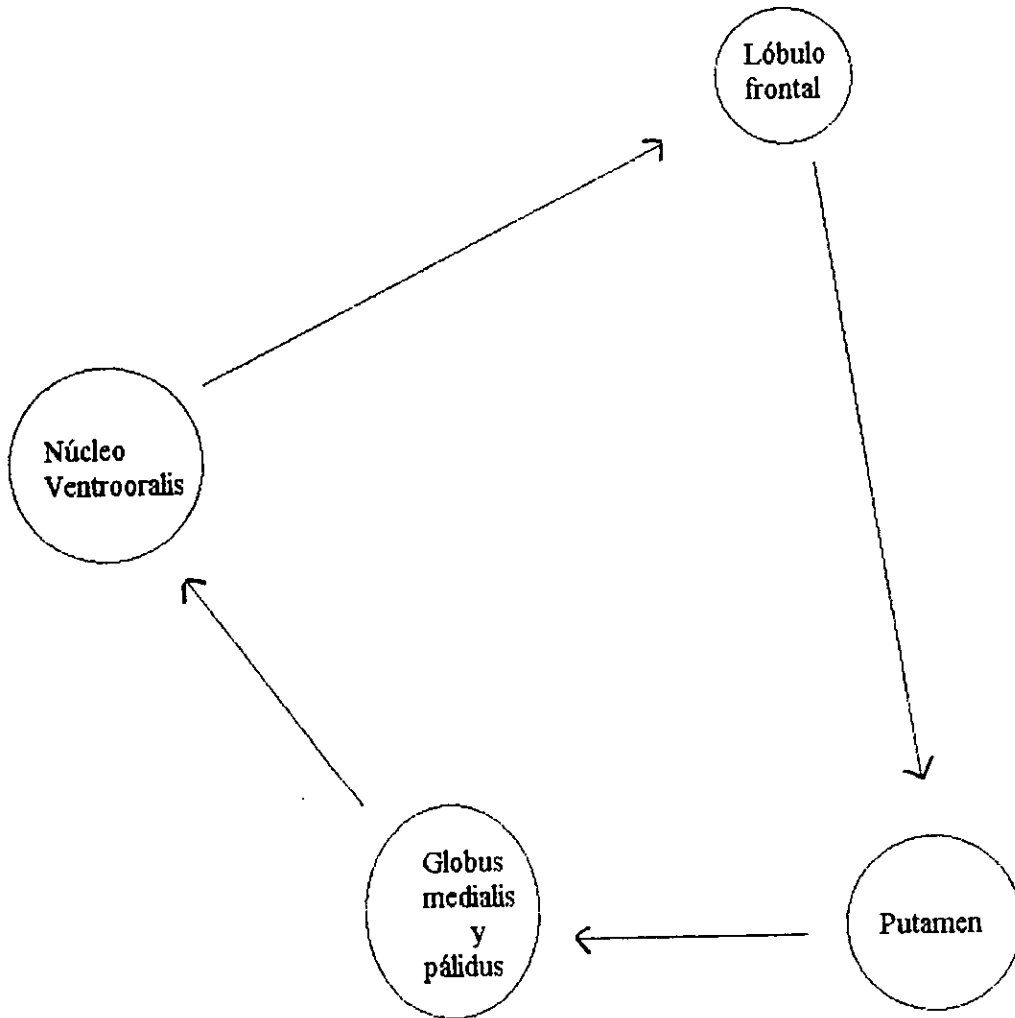 Lóbulo
frontal
Núcleo
Ventrooralis
Globus
medialis
y
pálidus
Putamen